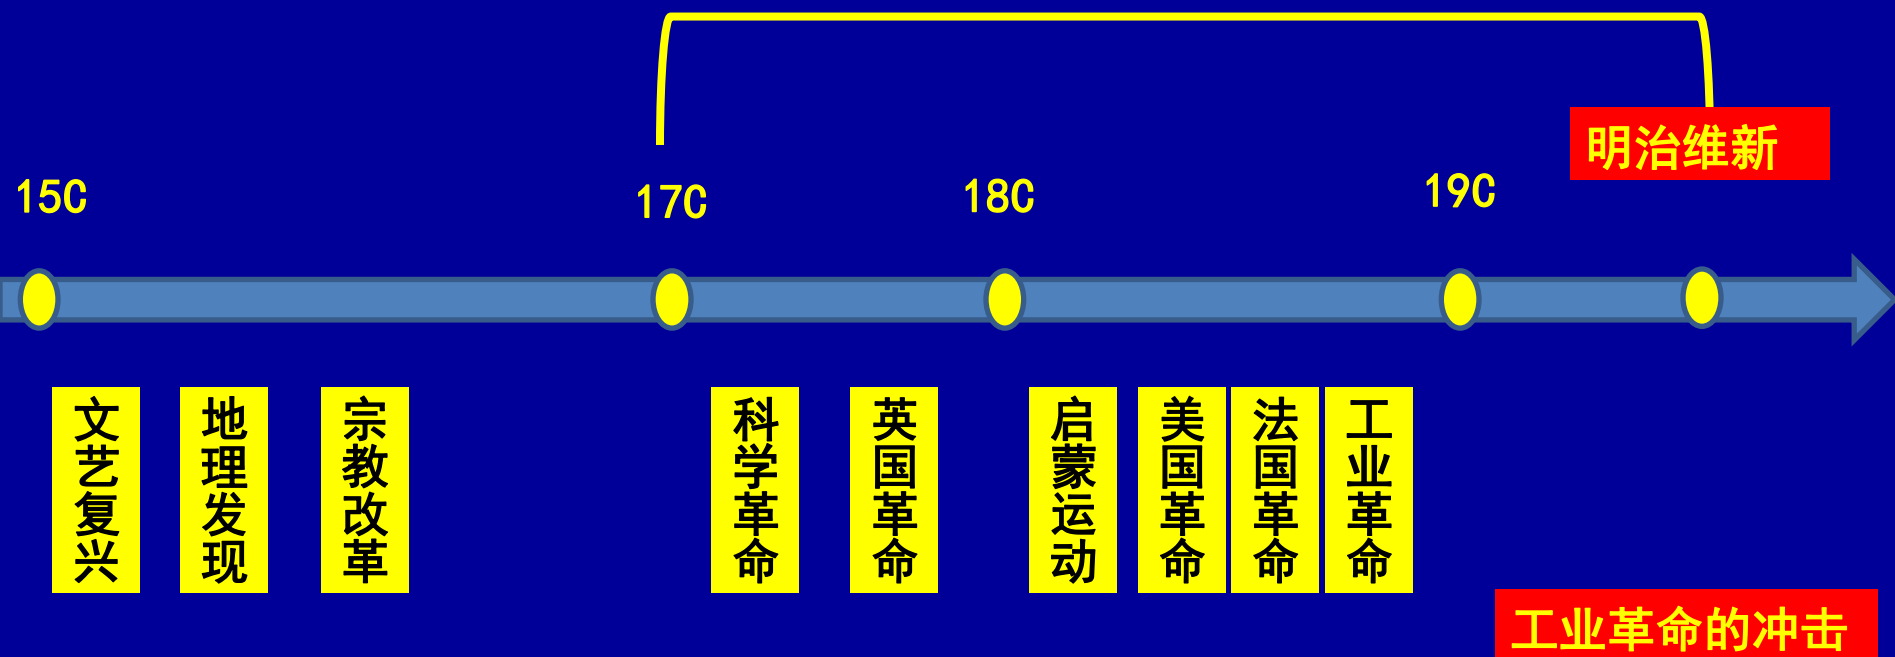 明治维新
15C
17C
18C
19C
文艺复兴
地理发现
宗教改革
科学革命
英国革命
启蒙运动
美国革命
法国革命
工业革命
工业革命的冲击